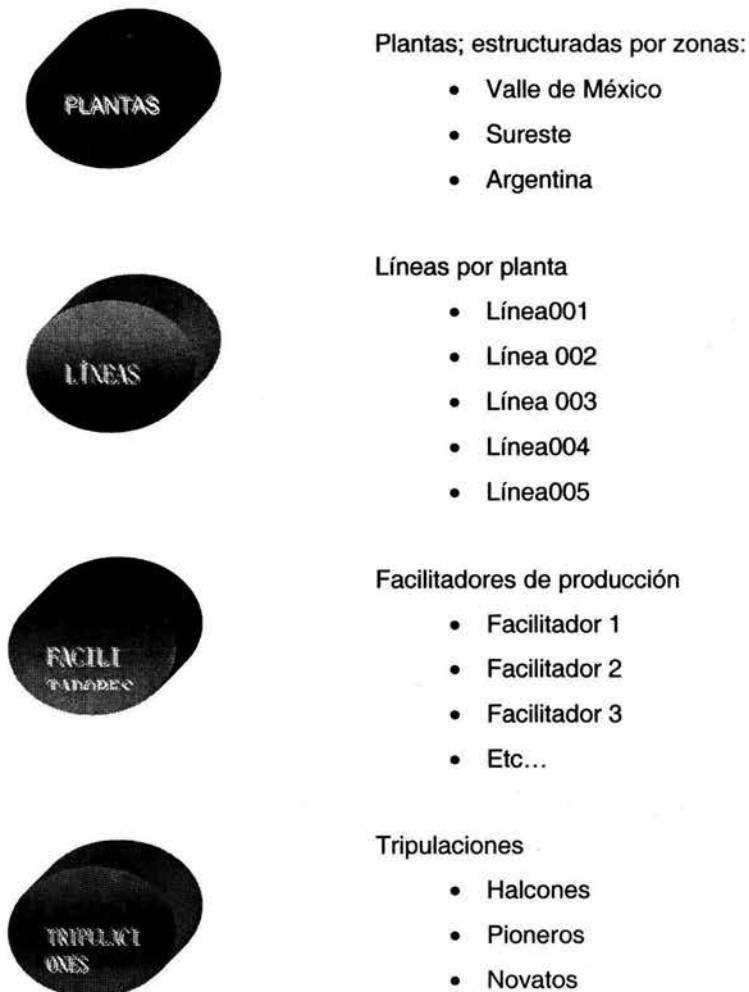 PLANTAS
Plantas; estructuradas por zonas:
• Valle de México
• Sureste
• Argentina
LÍNEAS
Líneas por planta
• Línea001
• Línea 002
• Línea 003
• Línea004
• Línea005
FACILI
TADORES
Facilitadores de producción
• Facilitador 1
• Facilitador 2
• Facilitador 3
• Etc...
TRIPULACI
ONES
Tripulaciones
• Halcones
• Pioneros
• Novatos